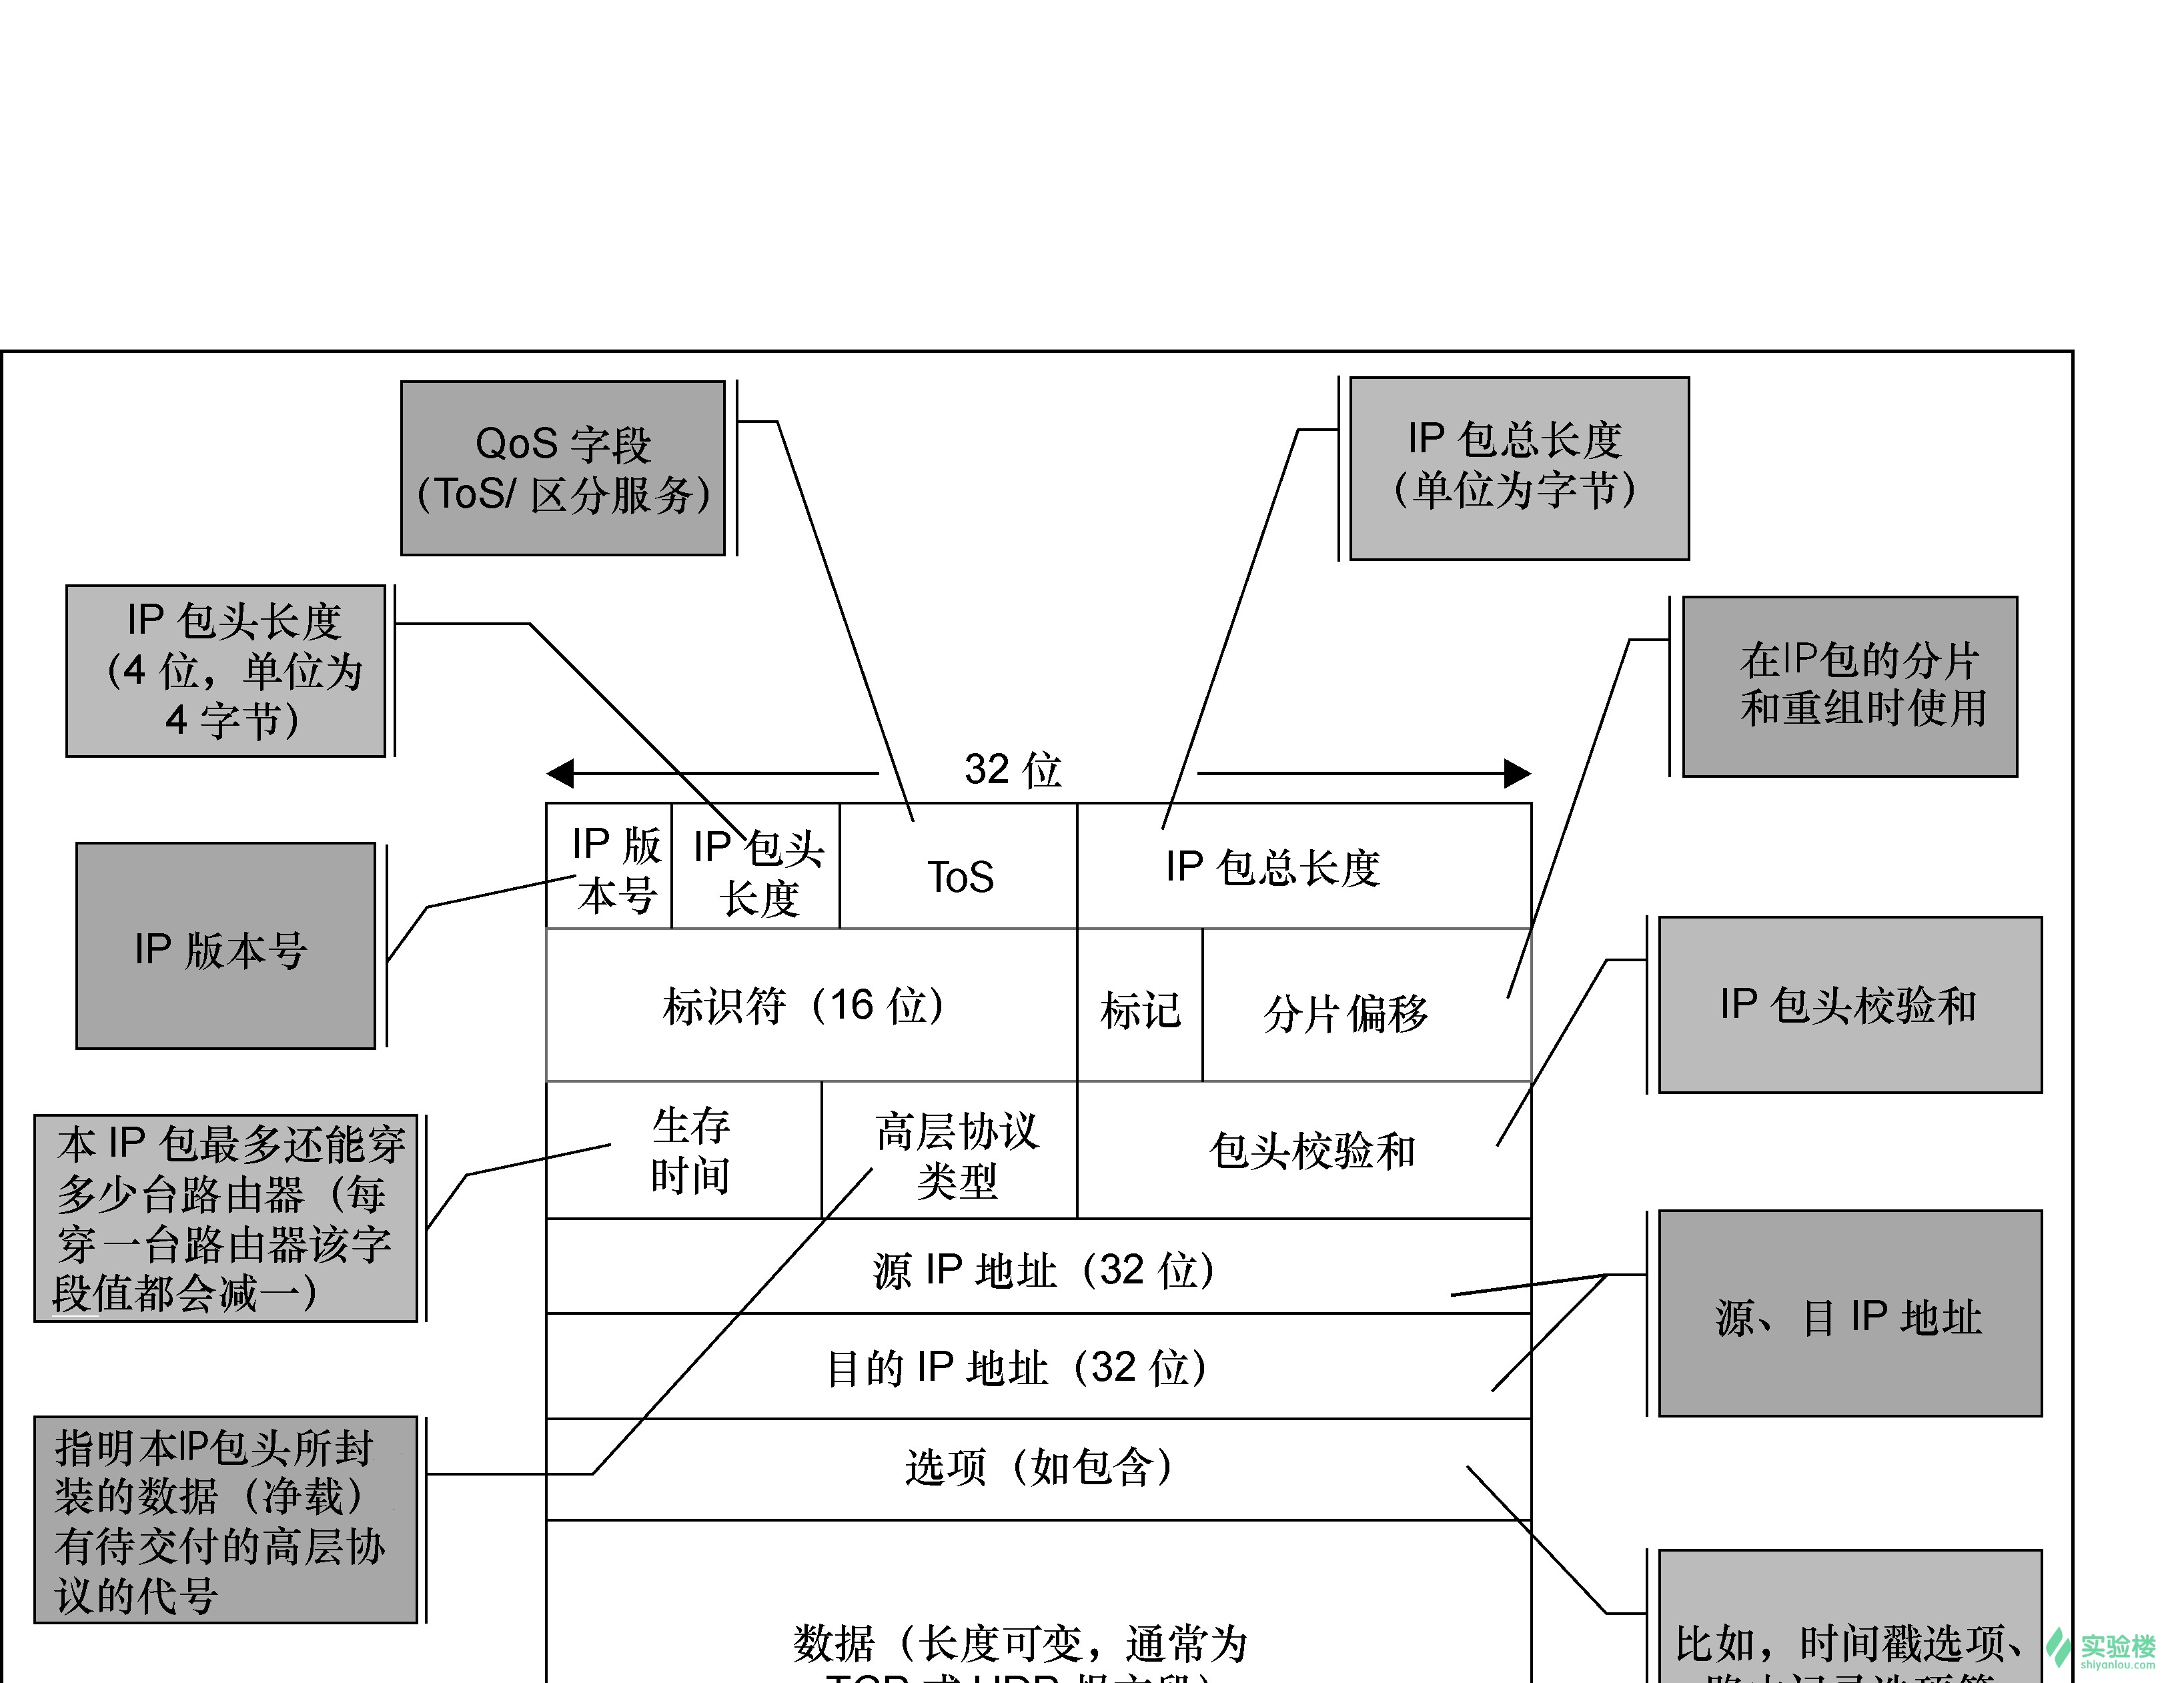 QoS 字段
（ToS/ 区分服务）
IP 包总长度
（单位为字节）
IP 包头长度
（4 位，单位为
4 字节）
在IP包的分片
和重组时使用
32 位
IP 版
本号
IP 包头
长度
ToS
IP 包总长度
IP 版本号
标识符（16 位）
标记
分片偏移
IP 包头校验和
本 IP 包最多还能穿
多少台路由器（每
穿一台路由器该字
段值都会减一）
生存
时间
高层协议
类型
包头校验和
源 IP 地址（32 位）
源、目 IP 地址
目的 IP 地址（32 位）
指明本IP包头所封
装的数据（净载）
有待交付的高层协
议的代号
选项（如包含）
数据（长度可变，通常为
TCP 或 UDP 报文段）
比如，时间戳选项、
实验楼
shiyanlou.com